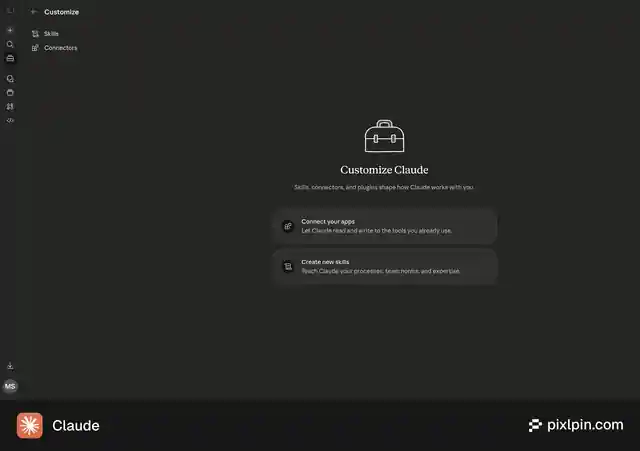 Customize
Skills
Connectors
Customize Claude
Skills, connectors, and plugins shape how Claude works with you.
Connect your apps
Let Claude read and write to the tools you already use.
Create new skills
Teach Claude your processes, team norms, and expertise.
MS
Claude
pixlpin.com